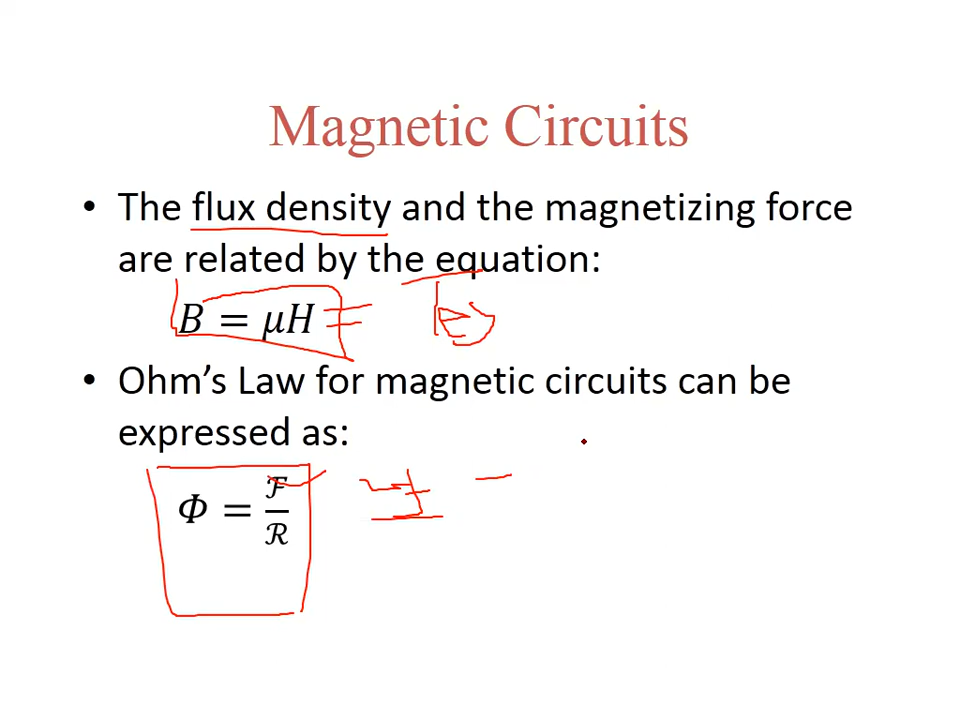 Magnetic Circuits
• The flux density and the magnetizing force
are related by the equation:
B = μH
• Ohm's Law for magnetic circuits can be
expressed as:
Φ = ℱ/ℛ